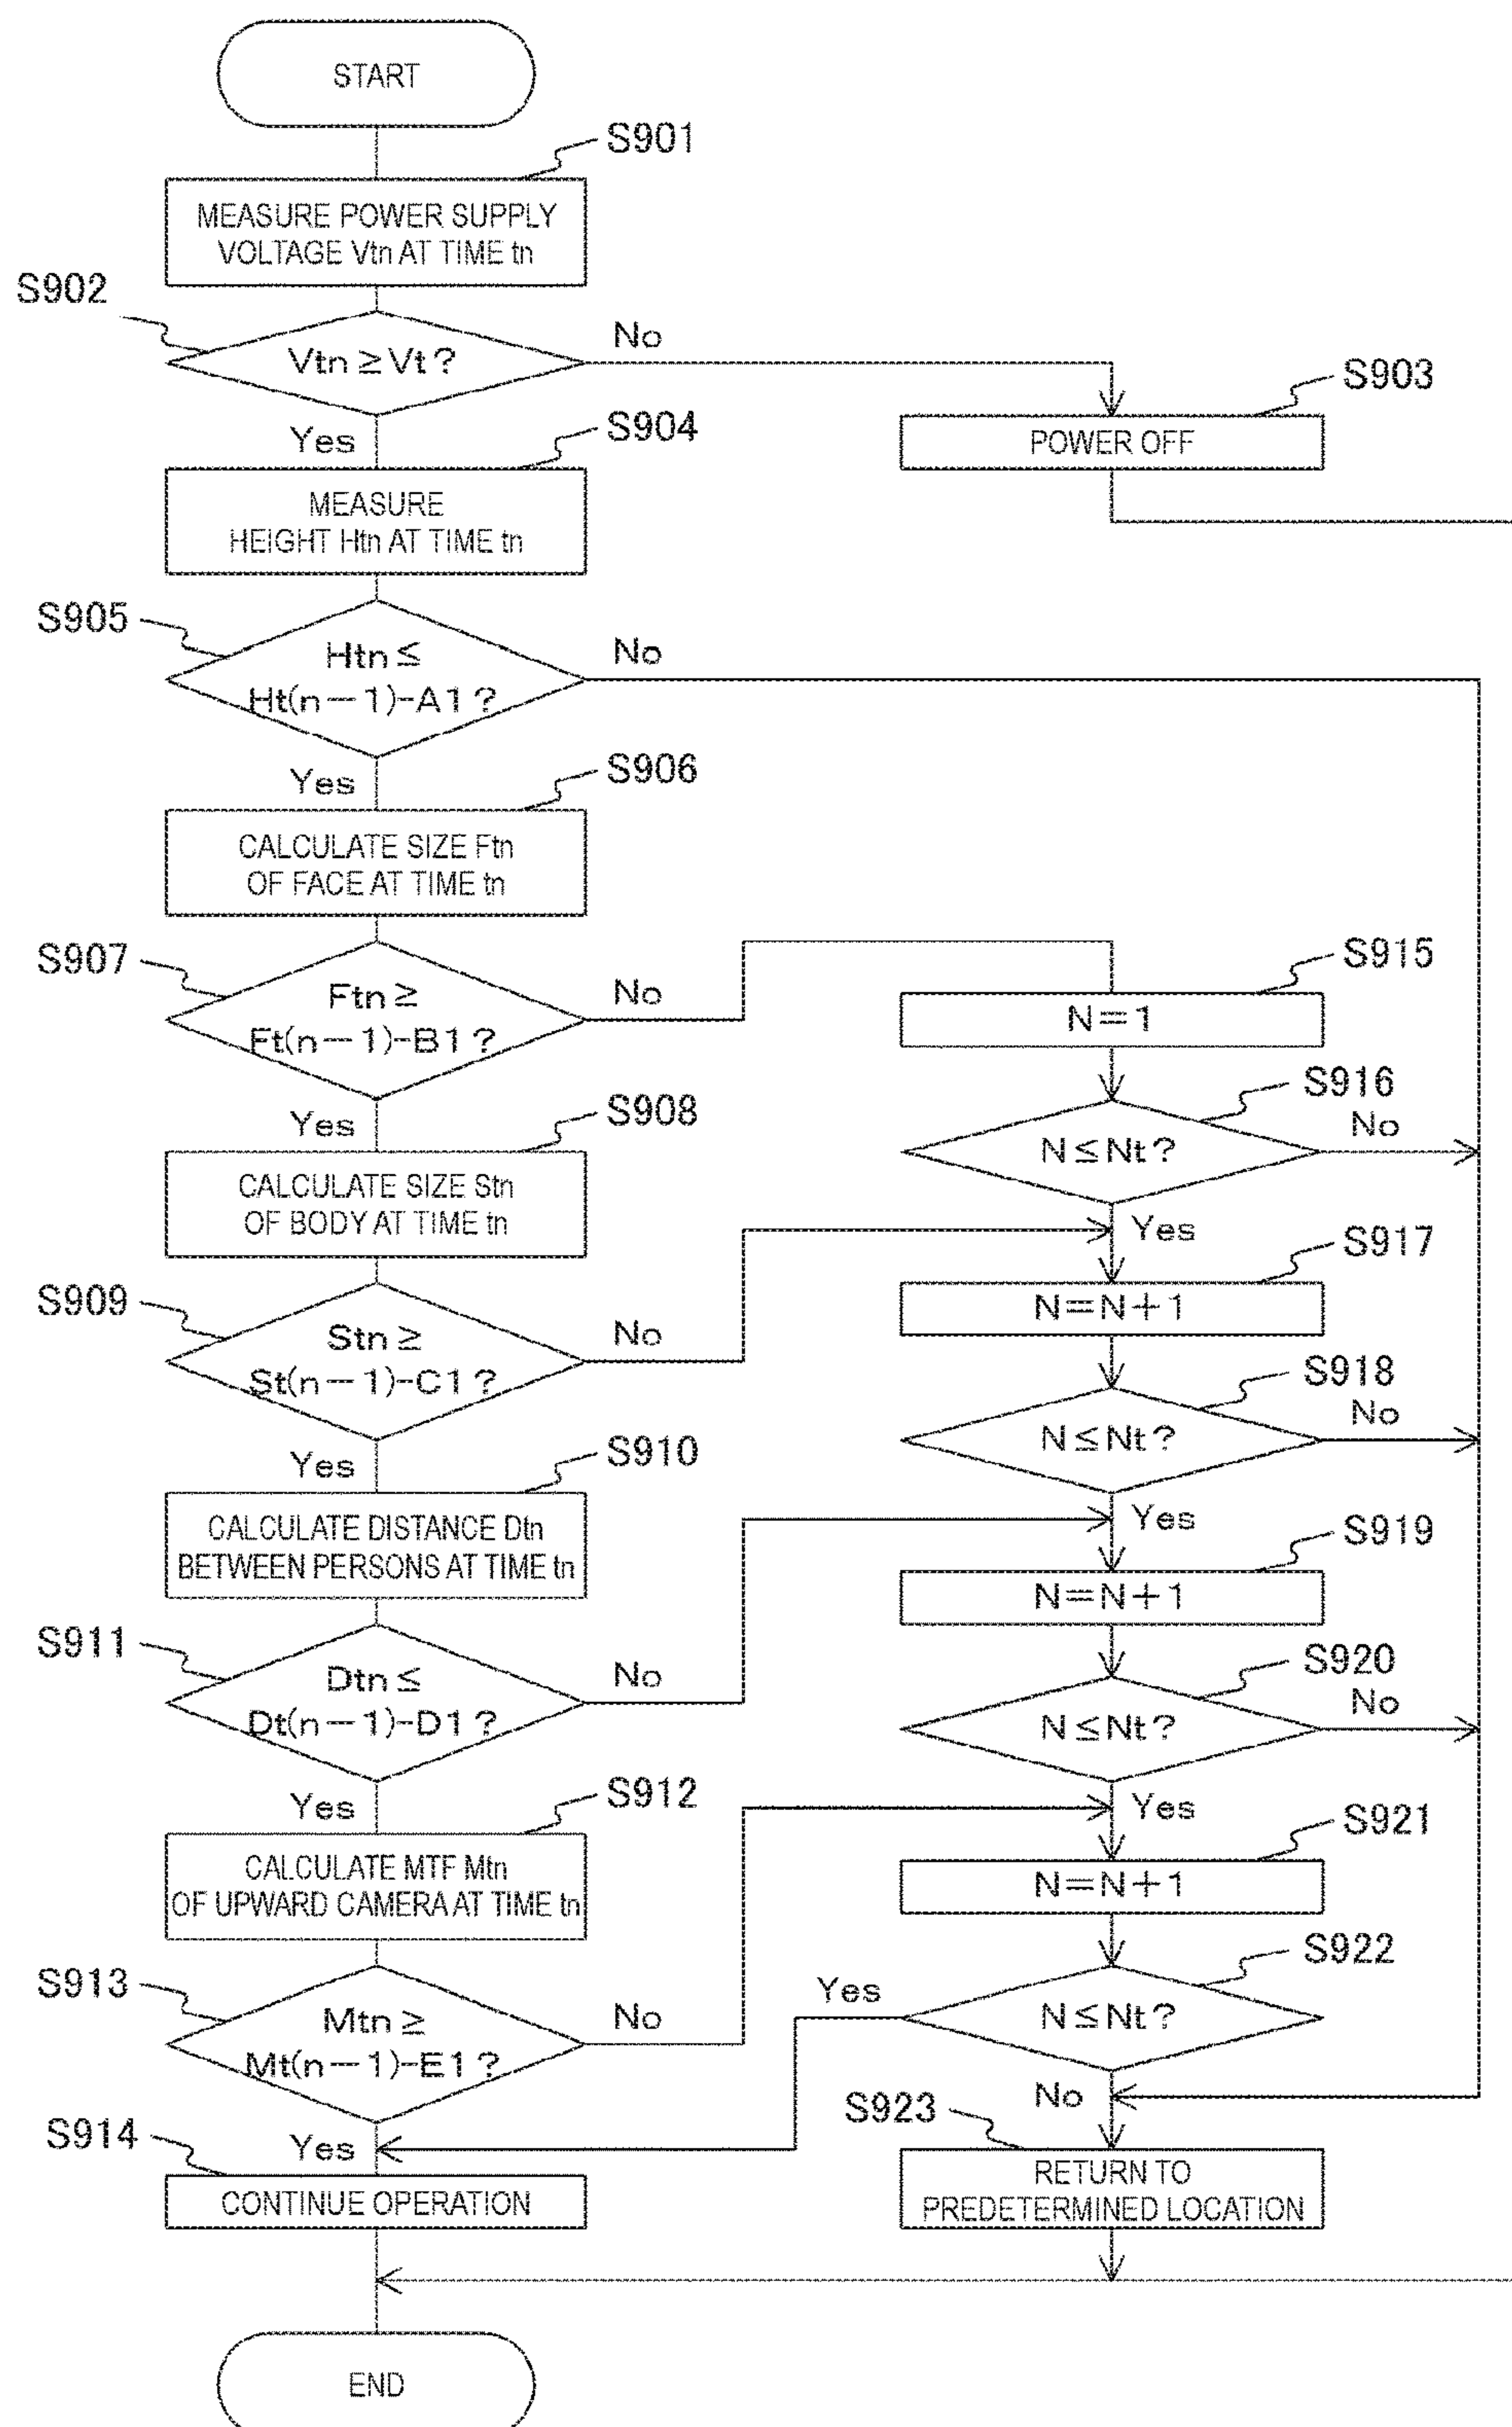 START
S901
MEASURE POWER SUPPLY
VOLTAGE Vtn AT TIME tn
S902
Vtn ≥ Vt ?
No
Yes
S903
POWER OFF
S904
MEASURE
HEIGHT Htn AT TIME tn
S905
Htn ≤
Ht(n－1)-A1 ?
No
Yes
S906
CALCULATE SIZE Ftn
OF FACE AT TIME tn
S907
Ftn ≥
Ft(n－1)-B1 ?
No
Yes
S908
CALCULATE SIZE Stn
OF BODY AT TIME tn
S909
Stn ≥
St(n－1)-C1 ?
No
Yes
S910
CALCULATE DISTANCE Dtn
BETWEEN PERSONS AT TIME tn
S911
Dtn ≤
Dt(n－1)-D1 ?
No
Yes
S912
CALCULATE MTF Mtn
OF UPWARD CAMERA AT TIME tn
S913
Mtn ≥
Mt(n－1)-E1 ?
No
Yes
S914
CONTINUE OPERATION
S915
N＝1
S916
N ≤ Nt ?
No
Yes
S917
N＝N＋1
S918
N ≤ Nt ?
No
Yes
S919
N＝N＋1
S920
N ≤ Nt ?
No
Yes
S921
N＝N＋1
S922
N ≤ Nt ?
Yes
No
S923
RETURN TO
PREDETERMINED LOCATION
END